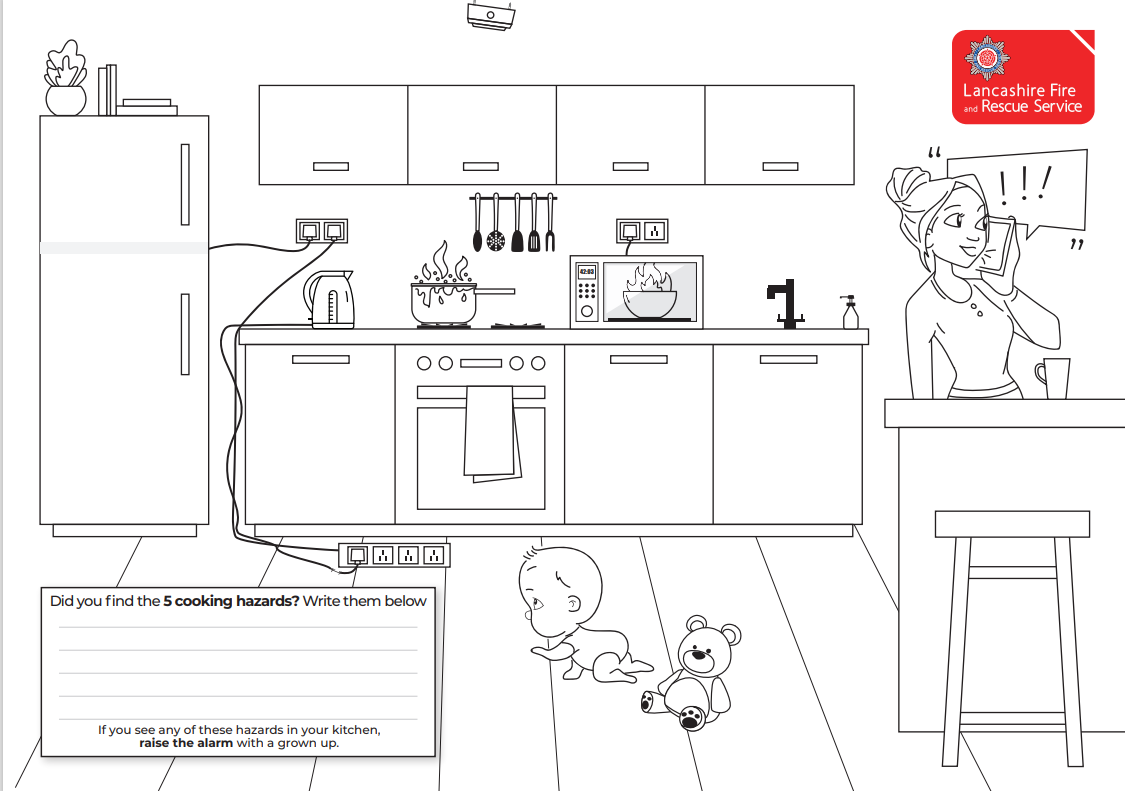 Lancashire Fire
and Rescue Service
“
! ! !
”
42:03
Did you find the 5 cooking hazards? Write them below
If you see any of these hazards in your kitchen,
raise the alarm with a grown up.